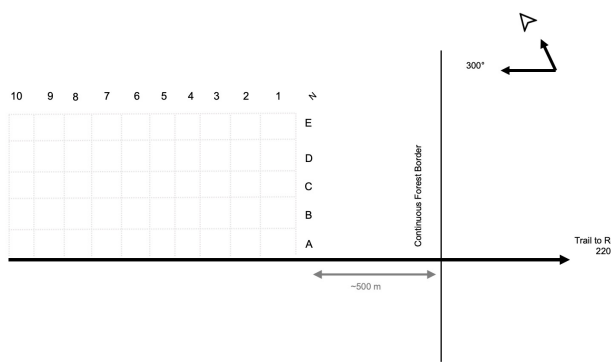 300°
10 9 8 7 6 5 4 3 2 1 N
E
D
C
B
A
Continuous Forest Border
Trail to R
220
~500 m